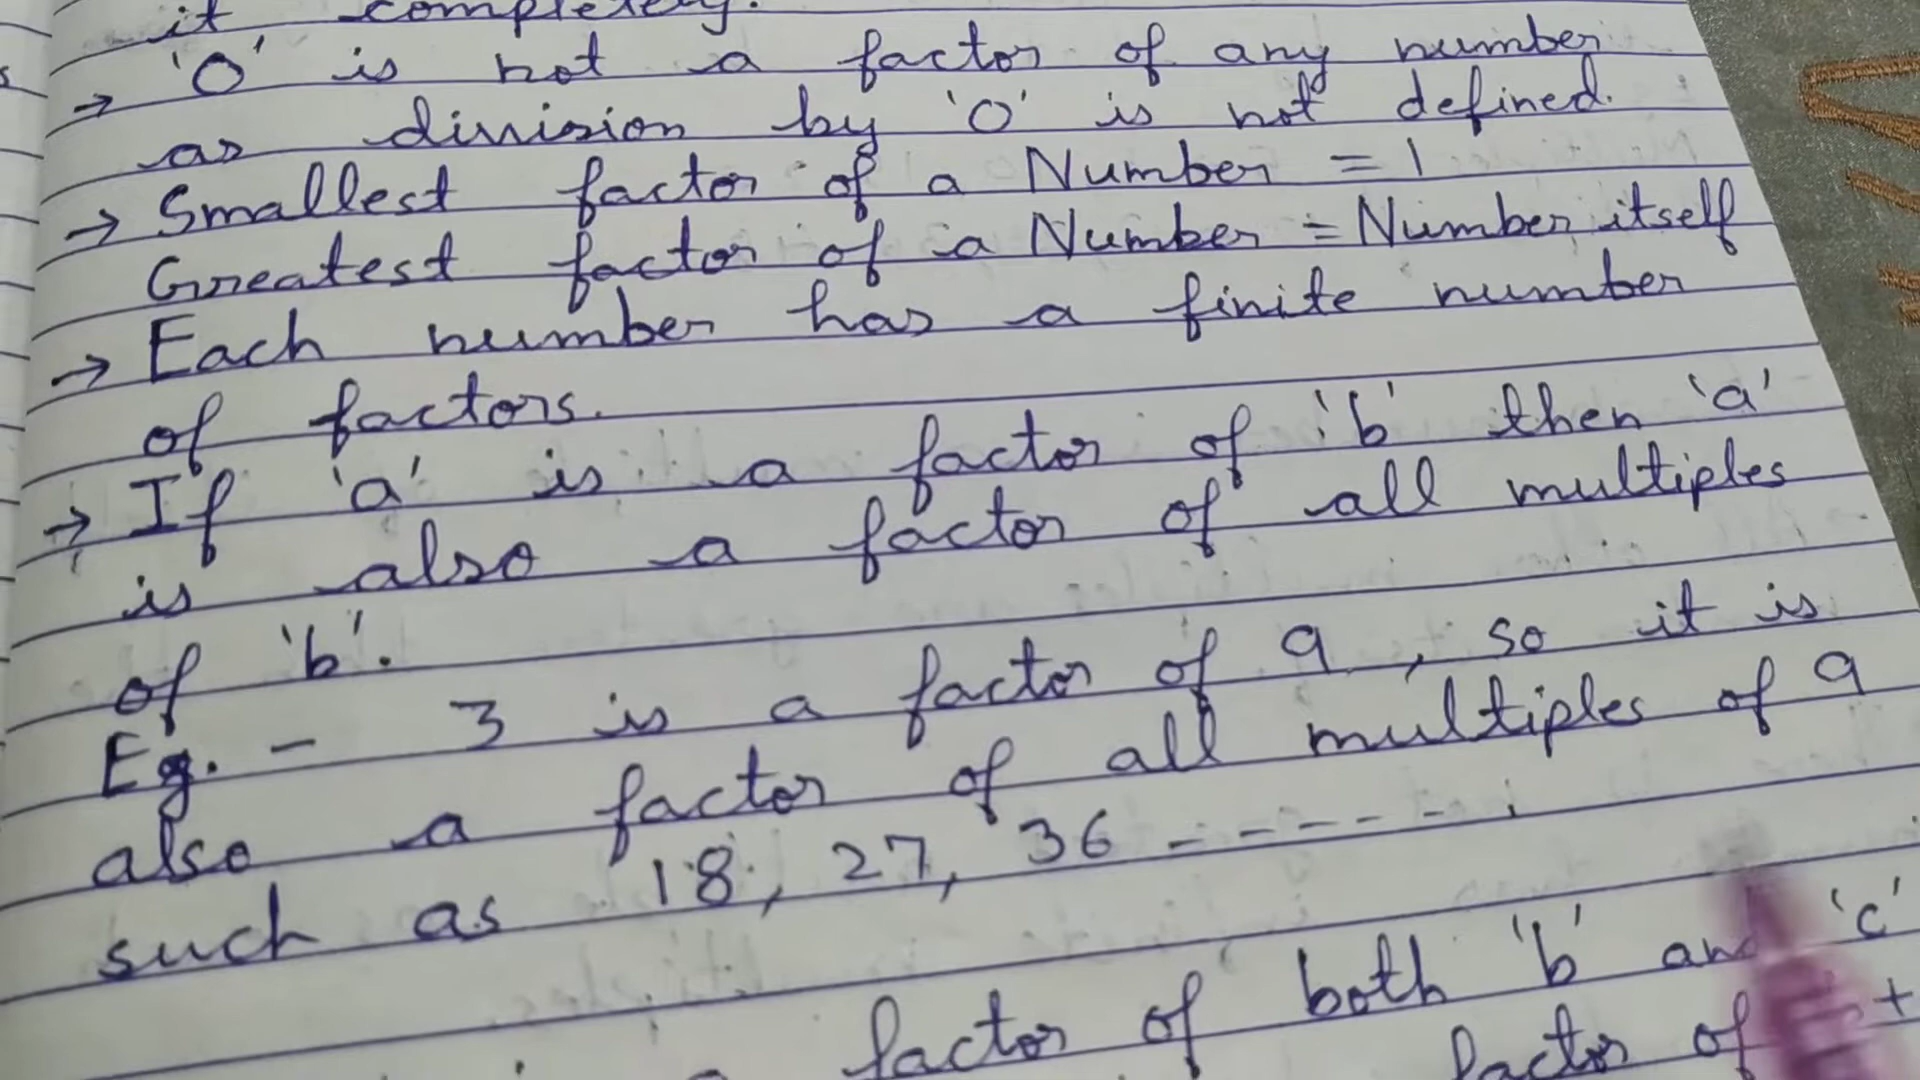 it completely.
→ '0' is not a factor of any number
as division by '0' is not defined.
→ Smallest factor of a Number = 1
Greatest factor of a Number = Number itself
→ Each number has a finite number
of factors.
→ If 'a' is a factor of 'b' then 'a'
is also a factor of all multiples
of 'b'.
Eg. - 3 is a factor of 9, so it is
also a factor of all multiples of 9
such as 18, 27, 36 ------.
factor of both 'b' and 'c'
factor of +